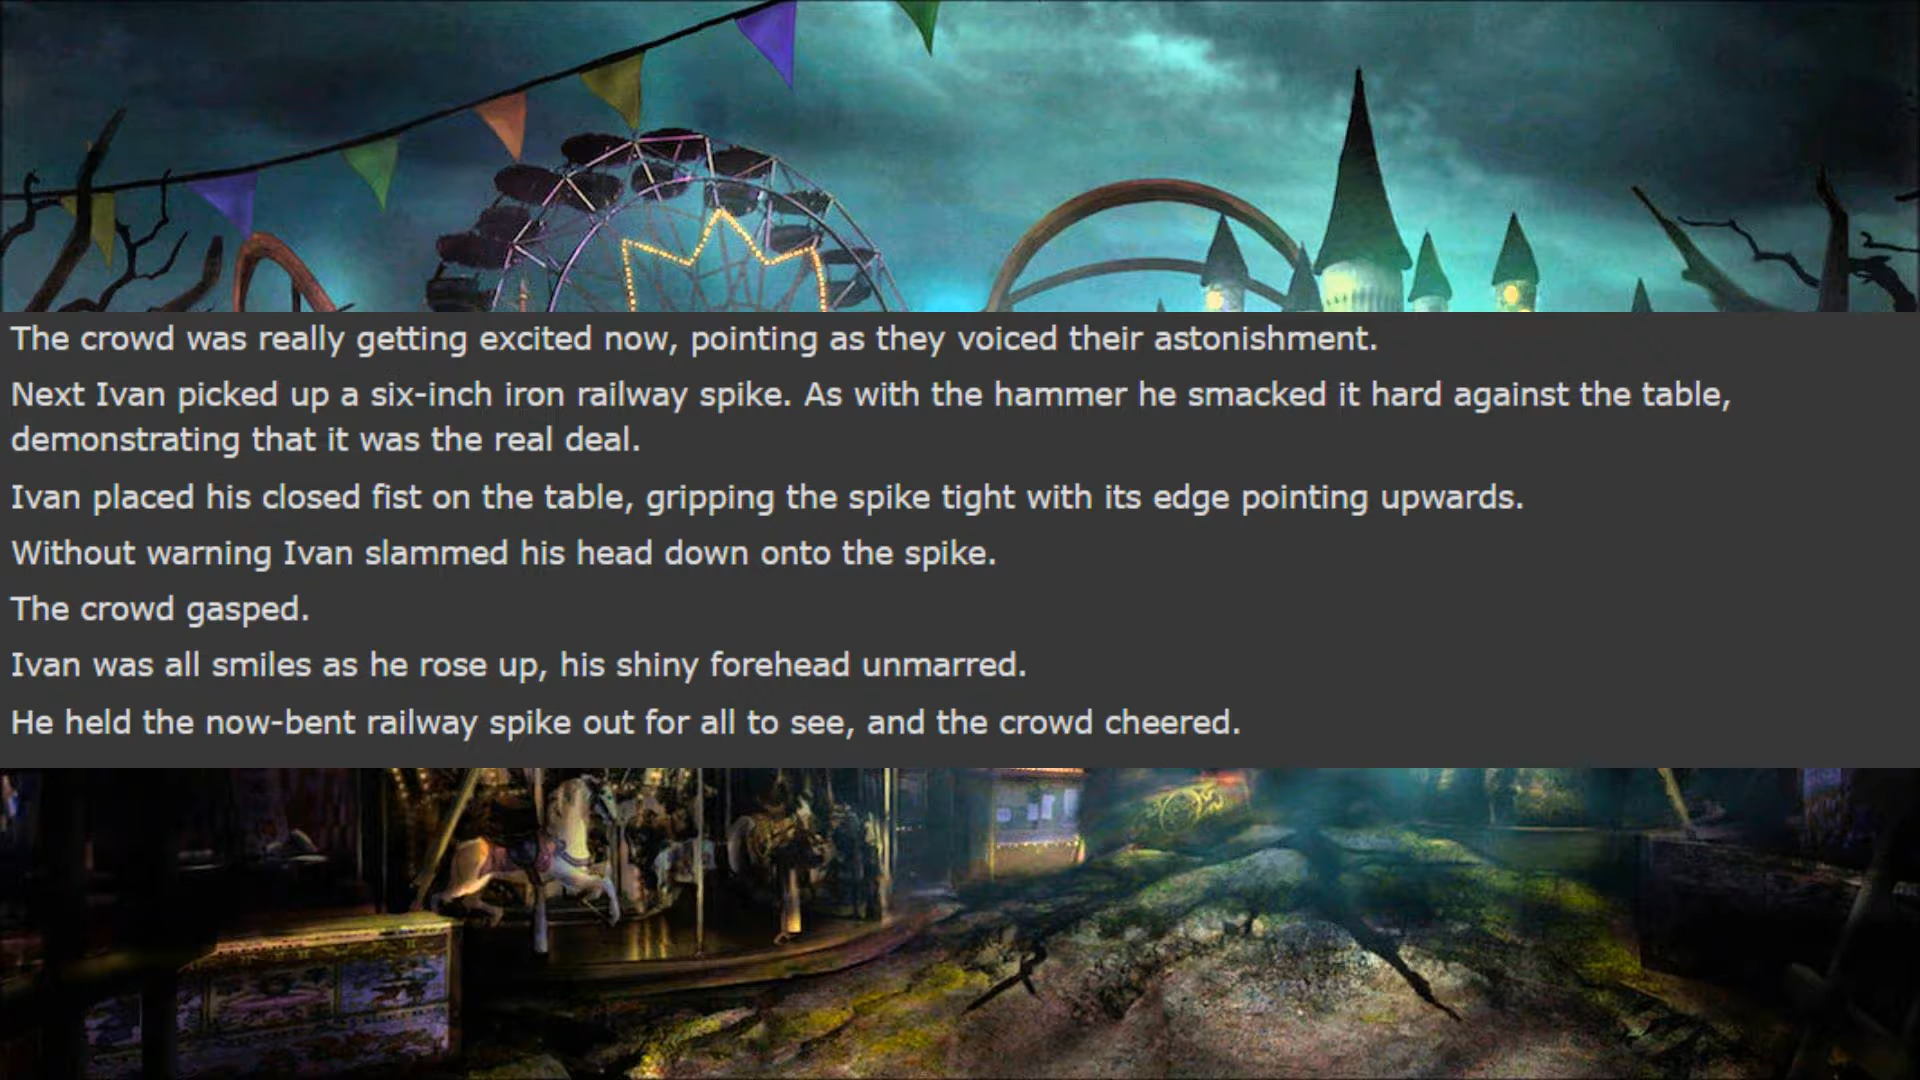 The crowd was really getting excited now, pointing as they voiced their astonishment.
Next Ivan picked up a six-inch iron railway spike. As with the hammer he smacked it hard against the table,
demonstrating that it was the real deal.
Ivan placed his closed fist on the table, gripping the spike tight with its edge pointing upwards.
Without warning Ivan slammed his head down onto the spike.
The crowd gasped.
Ivan was all smiles as he rose up, his shiny forehead unmarred.
He held the now-bent railway spike out for all to see, and the crowd cheered.